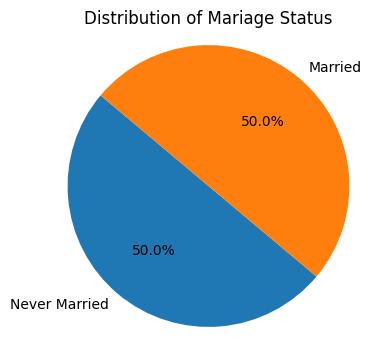 Distribution of Mariage Status
Married
50.0%
50.0%
Never Married